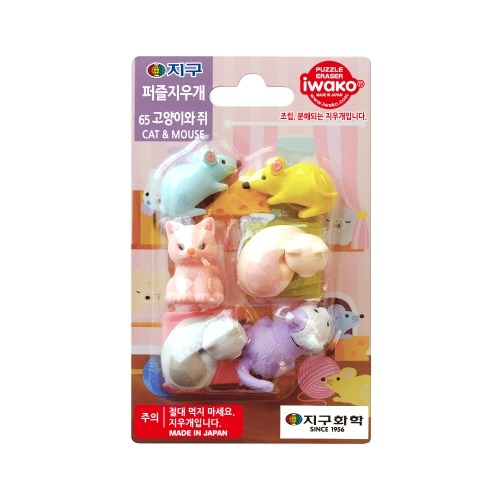 지구
퍼즐지우개
65 고양이와 쥐
CAT & MOUSE
PUZZLE
ERASER
iwako®
MADE IN JAPAN
www.iwako.com
조립, 분해되는 지우개입니다.
주의
절대 먹지 마세요.
지우개입니다.
MADE IN JAPAN
지구화학
SINCE 1956